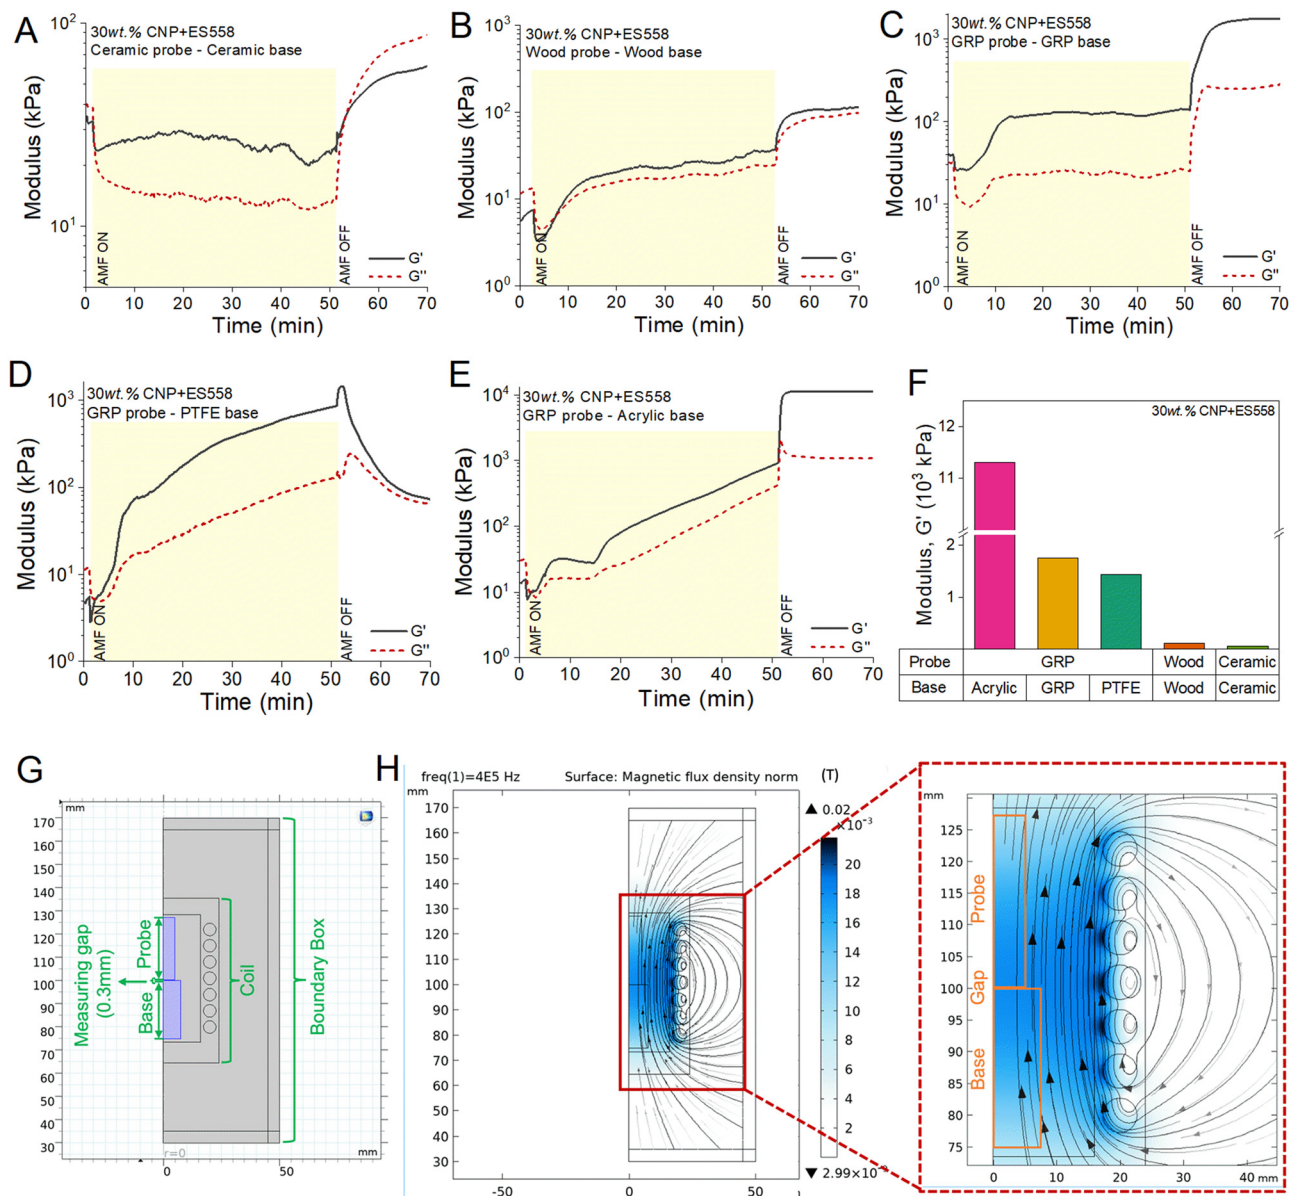 A
30wt.% CNP+ES558
Ceramic probe - Ceramic base
10²
10¹
Modulus (kPa)
AMF ON
AMF OFF
G'
G''
0 10 20 30 40 50 60 70
Time (min)
B
30wt.% CNP+ES558
Wood probe - Wood base
10³
10²
10¹
10⁰
Modulus (kPa)
AMF ON
AMF OFF
G'
G''
0 10 20 30 40 50 60 70
Time (min)
C
30wt.% CNP+ES558
GRP probe - GRP base
10³
10²
10¹
10⁰
Modulus (kPa)
AMF ON
AMF OFF
G'
G''
0 10 20 30 40 50 60 70
Time (min)
D
30wt.% CNP+ES558
GRP probe - PTFE base
10³
10²
10¹
10⁰
Modulus (kPa)
AMF ON
AMF OFF
G'
G''
0 10 20 30 40 50 60 70
Time (min)
E
30wt.% CNP+ES558
GRP probe - Acrylic base
10⁴
10³
10²
10¹
10⁰
Modulus (kPa)
AMF ON
AMF OFF
G'
G''
0 10 20 30 40 50 60 70
Time (min)
F
30wt.% CNP+ES558
12
11
2
1
Modulus, G' (10³ kPa)
Probe GRP Wood Ceramic
Base Acrylic GRP PTFE Wood Ceramic
G
mm
170
160
150
140
130
120
110
100
90
80
70
60
50
40
30
Measuring gap
(0.3mm)
Probe
Base
Coil
Boundary Box
r=0
0 50
mm
H
freq(1)=4E5 Hz Surface: Magnetic flux density norm (T)
mm
170
160
150
140
130
120
110
100
90
80
70
60
50
40
30
-50 0 50
▲ 0.02
×10⁻³
20
18
16
14
12
10
8
6
4
2
mm
125
120
115
110
105
100
95
90
85
80
75
Probe
Gap
Base
0 10 20 30 40 mm